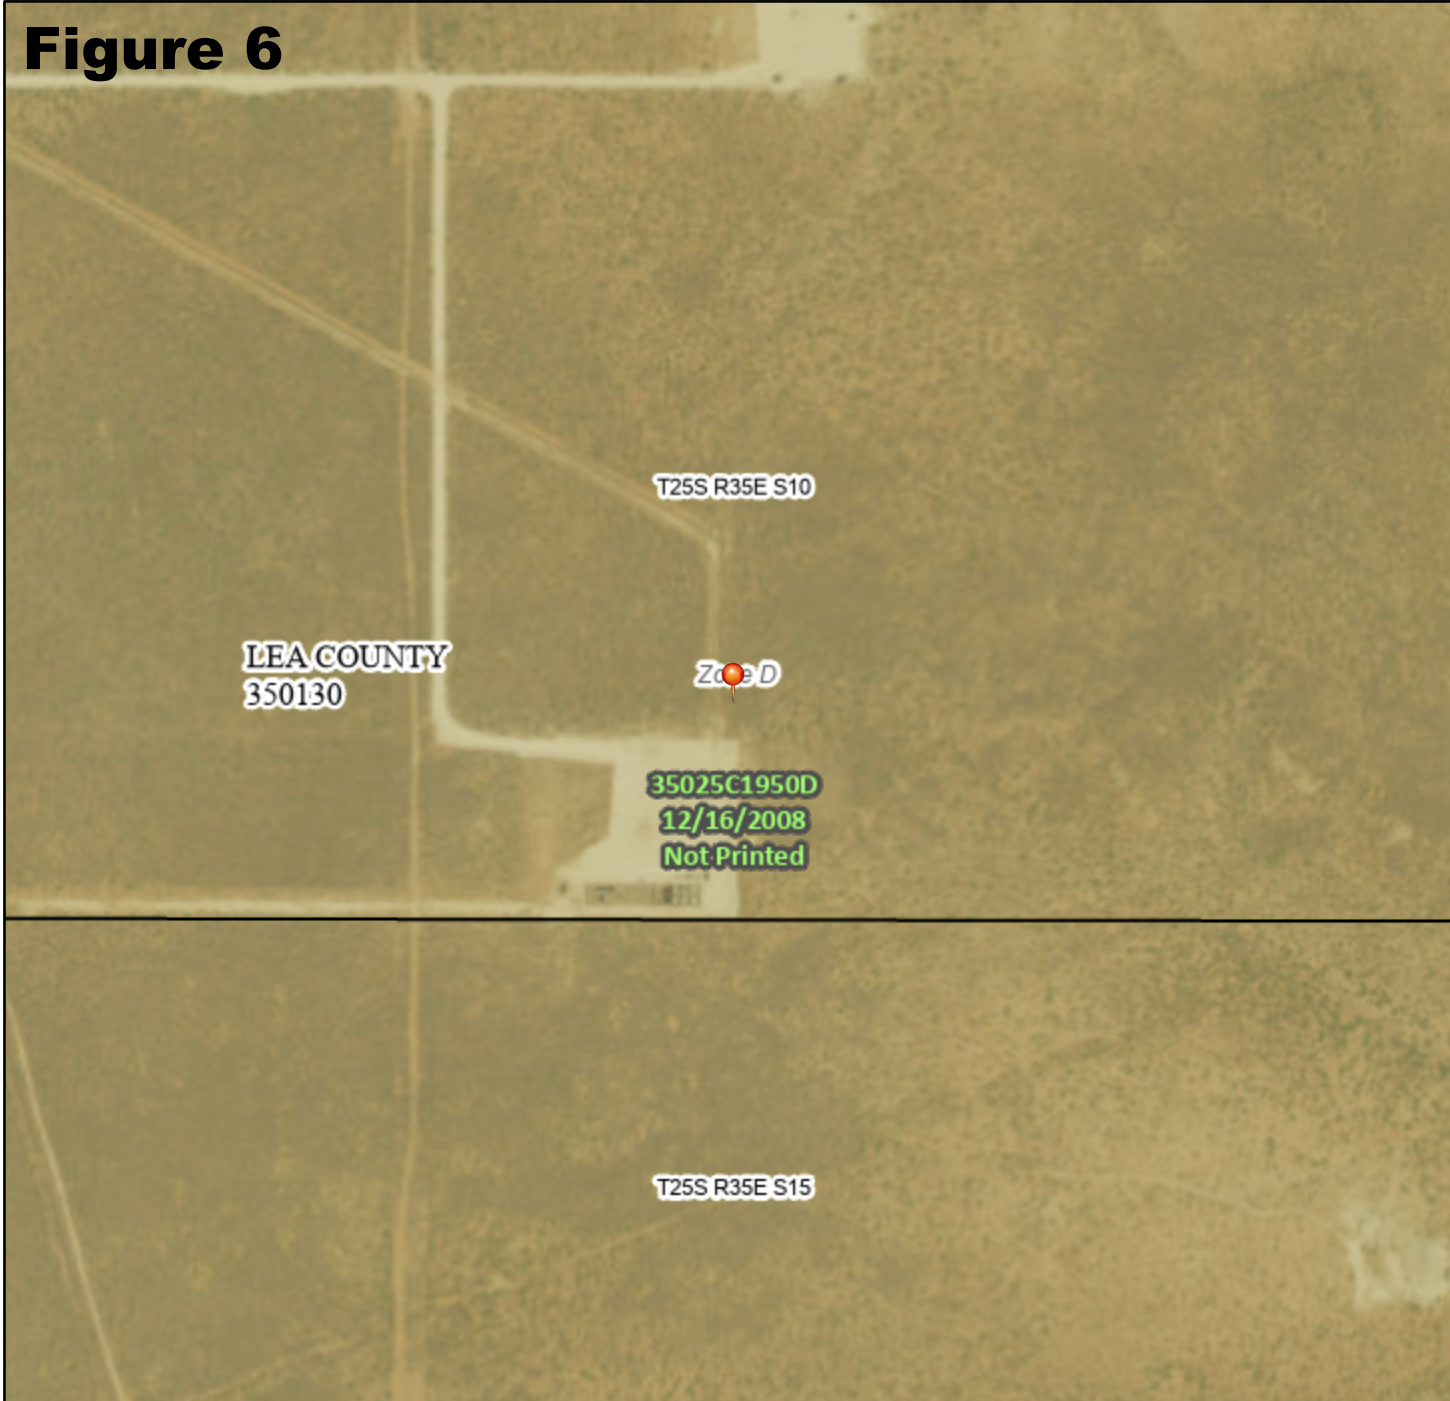 Figure 6
T25S R35E S10
LEA COUNTY
350130
D
35025C1950D
12/16/2008
Not Printed
T25S R35E S15